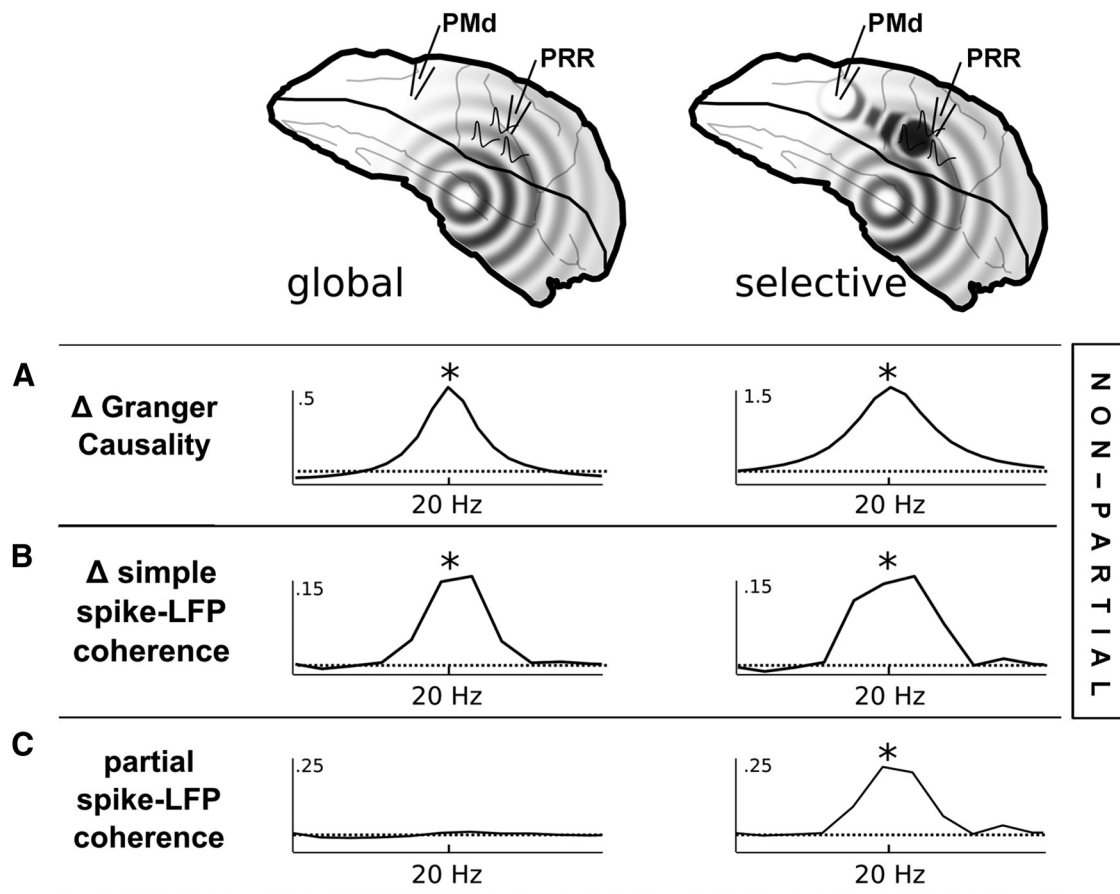 PMd
PRR
PMd
PRR
global
selective
A
Δ Granger
Causality
.5
*
20 Hz
1.5
*
20 Hz
B
Δ simple
spike-LFP
coherence
.15
*
20 Hz
.15
*
20 Hz
C
partial
spike-LFP
coherence
.25
20 Hz
.25
*
20 Hz
NON–PARTIAL